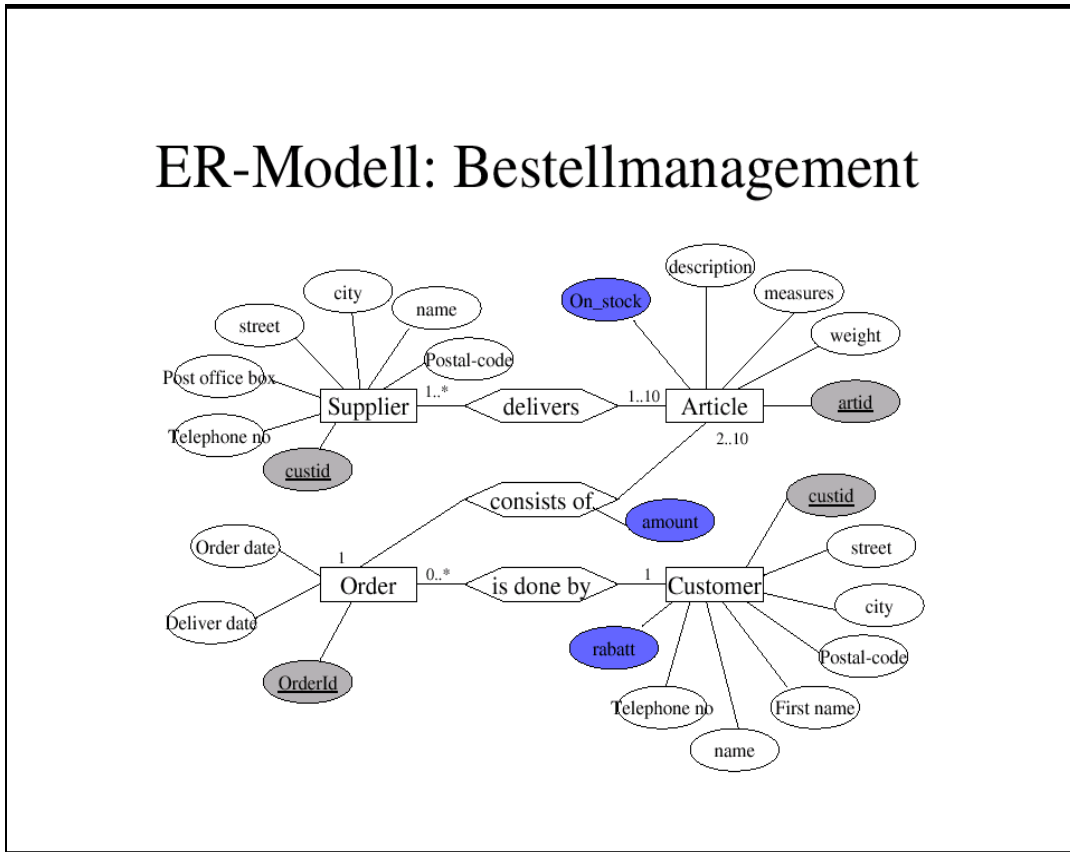 ER-Modell: Bestellmanagement
description
city
On_stock
measures
name
street
weight
Postal-code
Post office box
1..*
1..10
Supplier
delivers
Article
artid
Telephone no
2..10
custid
custid
consists of
amount
Order date
street
1
0..*
1
Order
is done by
Customer
city
Deliver date
rabatt
Postal-code
OrderId
Telephone no
First name
name